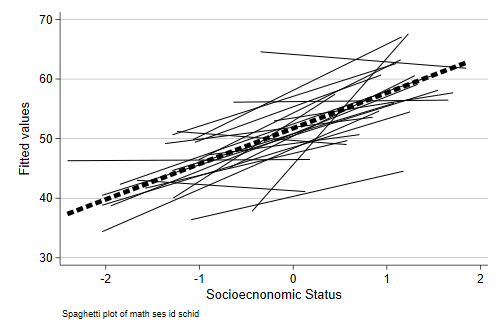 70
60
50
40
30
Fitted values
-2 -1 0 1 2
Socioecnonomic Status
Spaghetti plot of math ses id schid